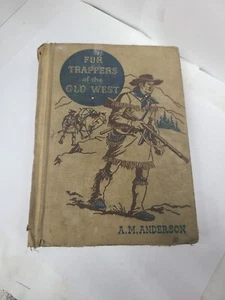 FUR
TRAPPERS
of the
OLD WEST
A.M. ANDERSON